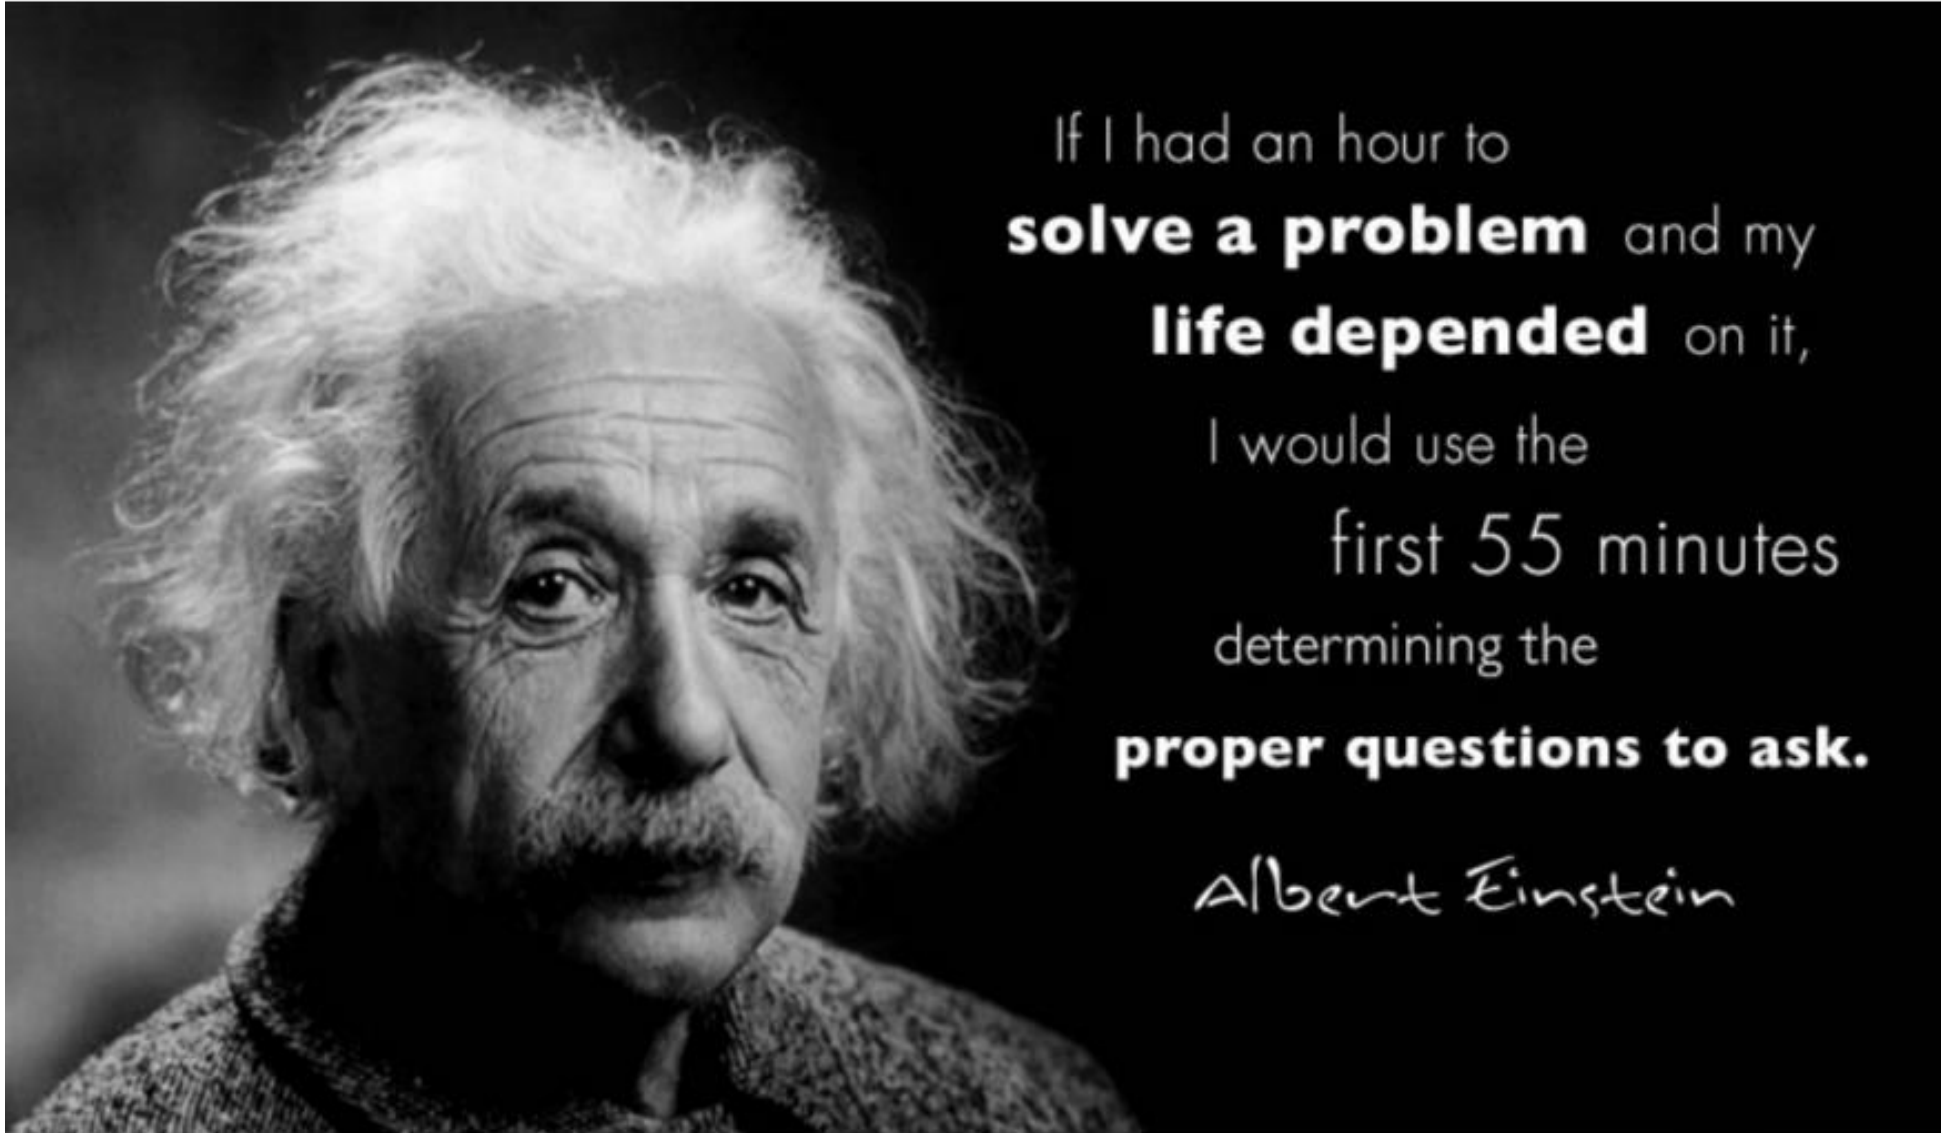 If I had an hour to
solve a problem and my
life depended on it,
I would use the
first 55 minutes
determining the
proper questions to ask.
Albert Einstein